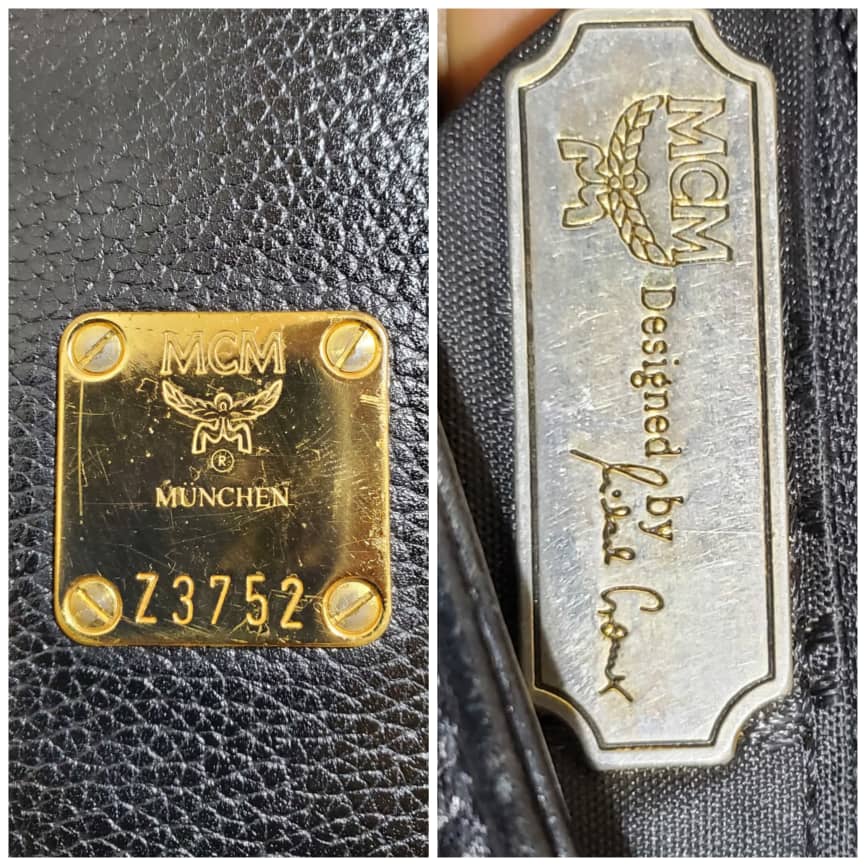 MCM
®
MÜNCHEN
Z3752
MCM
Designed by